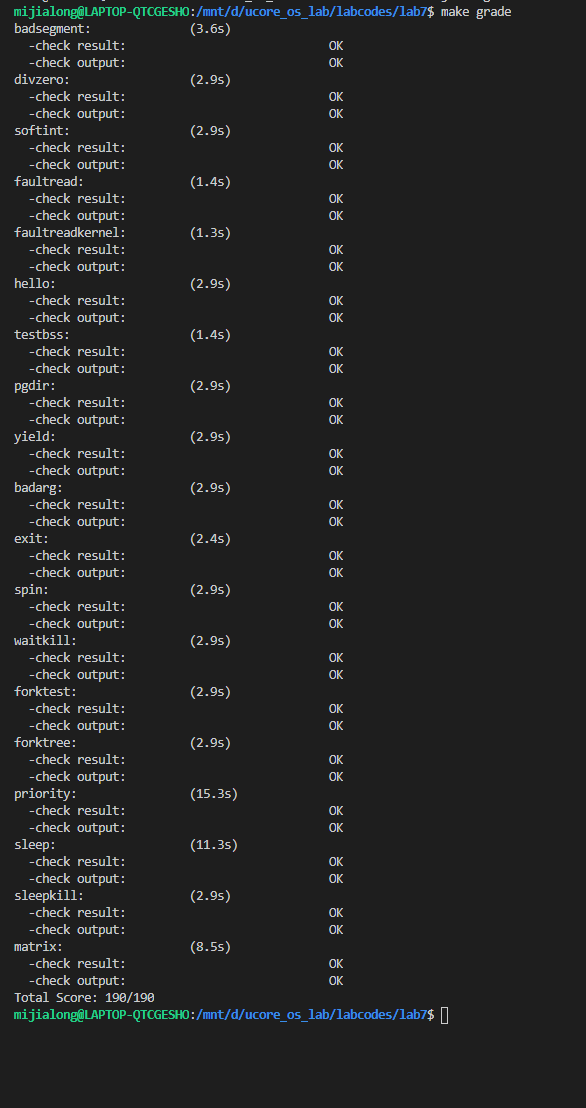 mijialong@LAPTOP-QTCGESHO:/mnt/d/ucore_os_lab/labcodes/lab7$ make grade
badsegment: (3.6s)
-check result: OK
-check output: OK
divzero: (2.9s)
-check result: OK
-check output: OK
softint: (2.9s)
-check result: OK
-check output: OK
faultread: (1.4s)
-check result: OK
-check output: OK
faultreadkernel: (1.3s)
-check result: OK
-check output: OK
hello: (2.9s)
-check result: OK
-check output: OK
testbss: (1.4s)
-check result: OK
-check output: OK
pgdir: (2.9s)
-check result: OK
-check output: OK
yield: (2.9s)
-check result: OK
-check output: OK
badarg: (2.9s)
-check result: OK
-check output: OK
exit: (2.4s)
-check result: OK
-check output: OK
spin: (2.9s)
-check result: OK
-check output: OK
waitkill: (2.9s)
-check result: OK
-check output: OK
forktest: (2.9s)
-check result: OK
-check output: OK
forktree: (2.9s)
-check result: OK
-check output: OK
priority: (15.3s)
-check result: OK
-check output: OK
sleep: (11.3s)
-check result: OK
-check output: OK
sleepkill: (2.9s)
-check result: OK
-check output: OK
matrix: (8.5s)
-check result: OK
-check output: OK
Total Score: 190/190
mijialong@LAPTOP-QTCGESHO:/mnt/d/ucore_os_lab/labcodes/lab7$